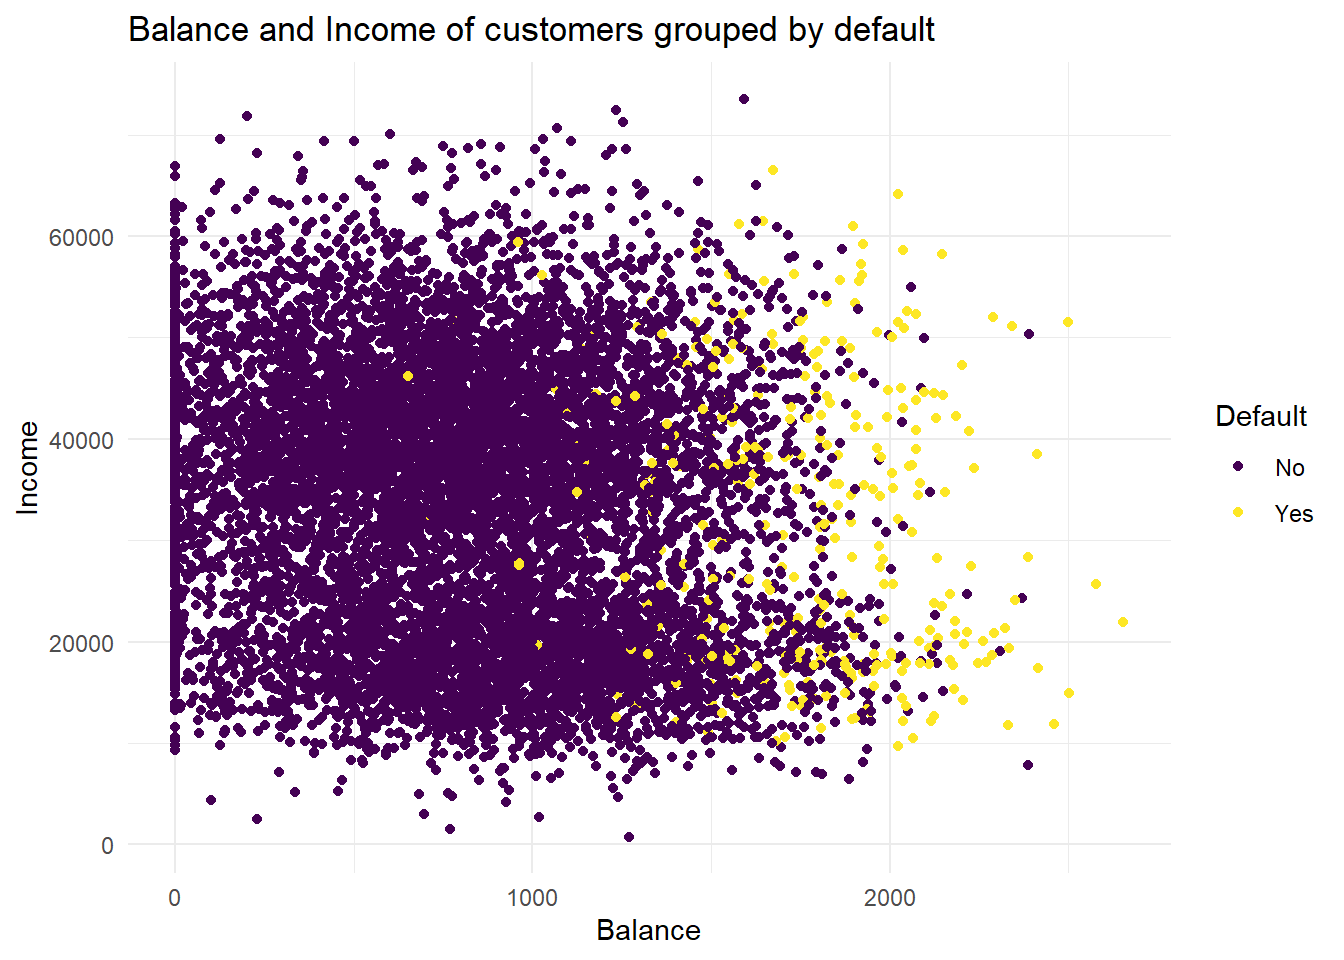 Balance and Income of customers grouped by default
Income
60000
40000
20000
0
0 1000 2000
Balance
Default
No
Yes